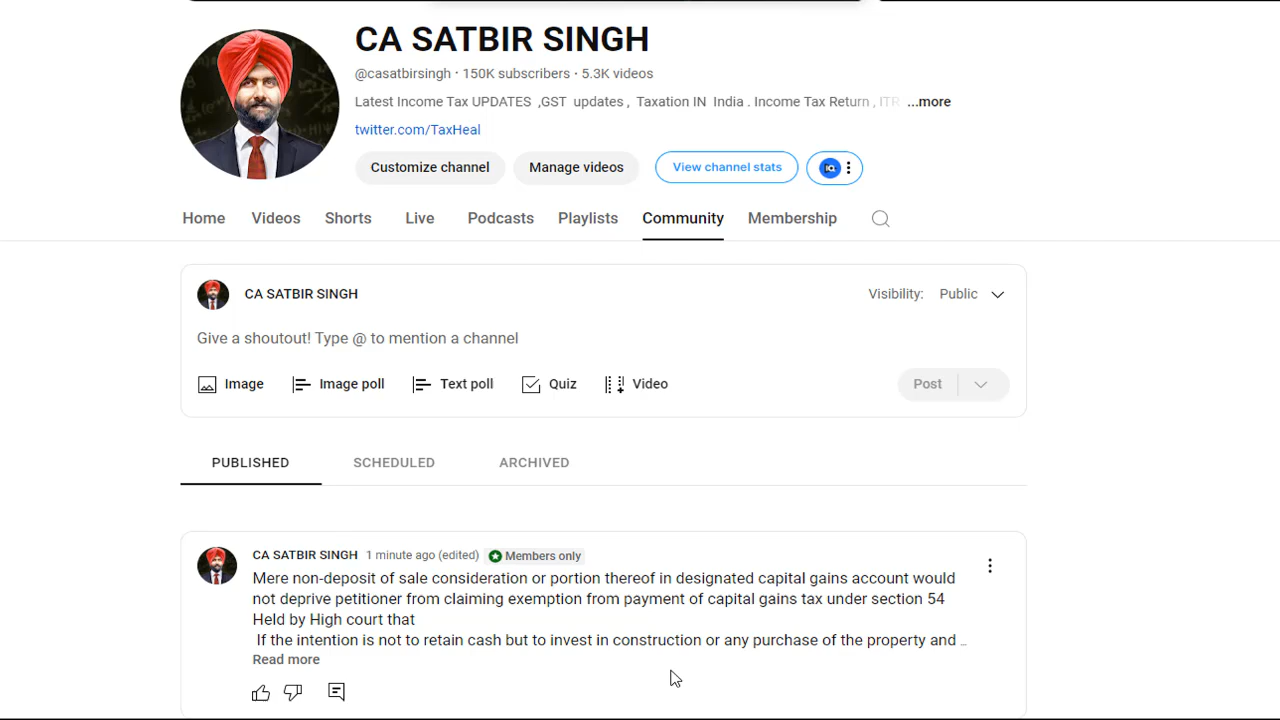 CA SATBIR SINGH
@casatbirsingh · 150K subscribers · 5.3K videos
Latest Income Tax UPDATES ,GST updates , Taxation IN India . Income Tax Return , ITR ...more
twitter.com/TaxHeal
Customize channel Manage videos View channel stats
Home Videos Shorts Live Podcasts Playlists Community Membership
CA SATBIR SINGH Visibility: Public
Give a shoutout! Type @ to mention a channel
Image Image poll Text poll Quiz Video Post
PUBLISHED SCHEDULED ARCHIVED
CA SATBIR SINGH 1 minute ago (edited) Members only
Mere non-deposit of sale consideration or portion thereof in designated capital gains account would
not deprive petitioner from claiming exemption from payment of capital gains tax under section 54
Held by High court that
If the intention is not to retain cash but to invest in construction or any purchase of the property and ...
Read more